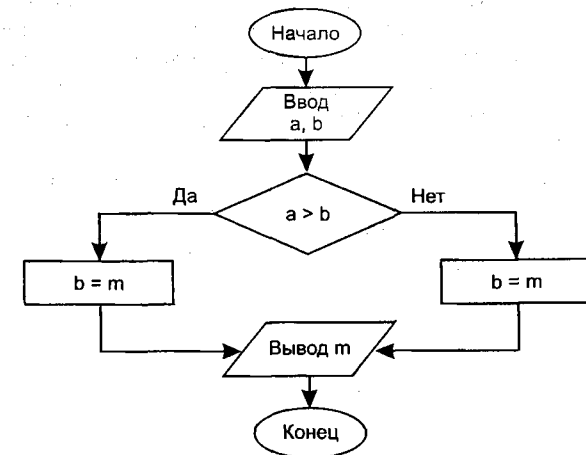 Начало
Ввод
a, b
Да
a > b
Нет
b = m
b = m
Вывод m
Конец